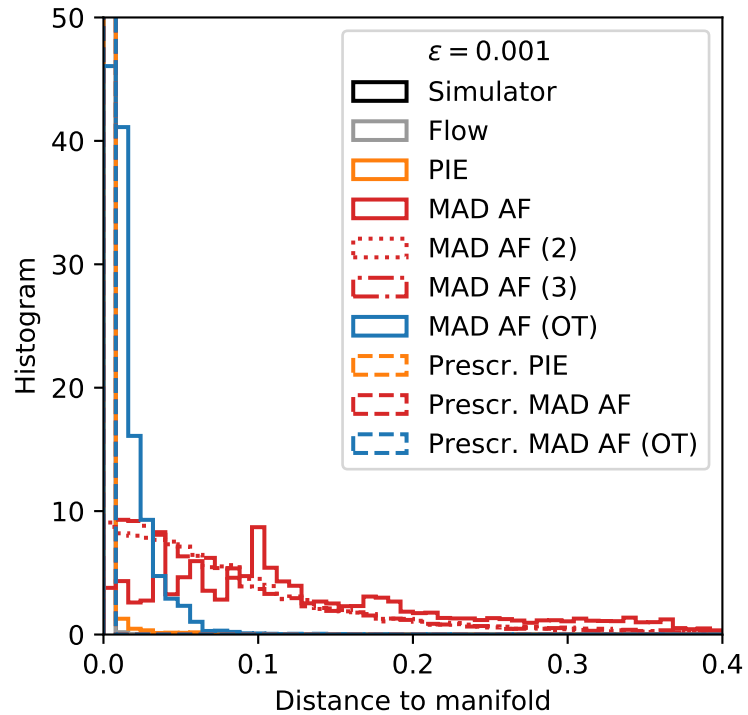 50
40
30
20
10
0
Histogram
ε = 0.001
Simulator
Flow
PIE
MAD AF
MAD AF (2)
MAD AF (3)
MAD AF (OT)
Prescr. PIE
Prescr. MAD AF
Prescr. MAD AF (OT)
0.0 0.1 0.2 0.3 0.4
Distance to manifold